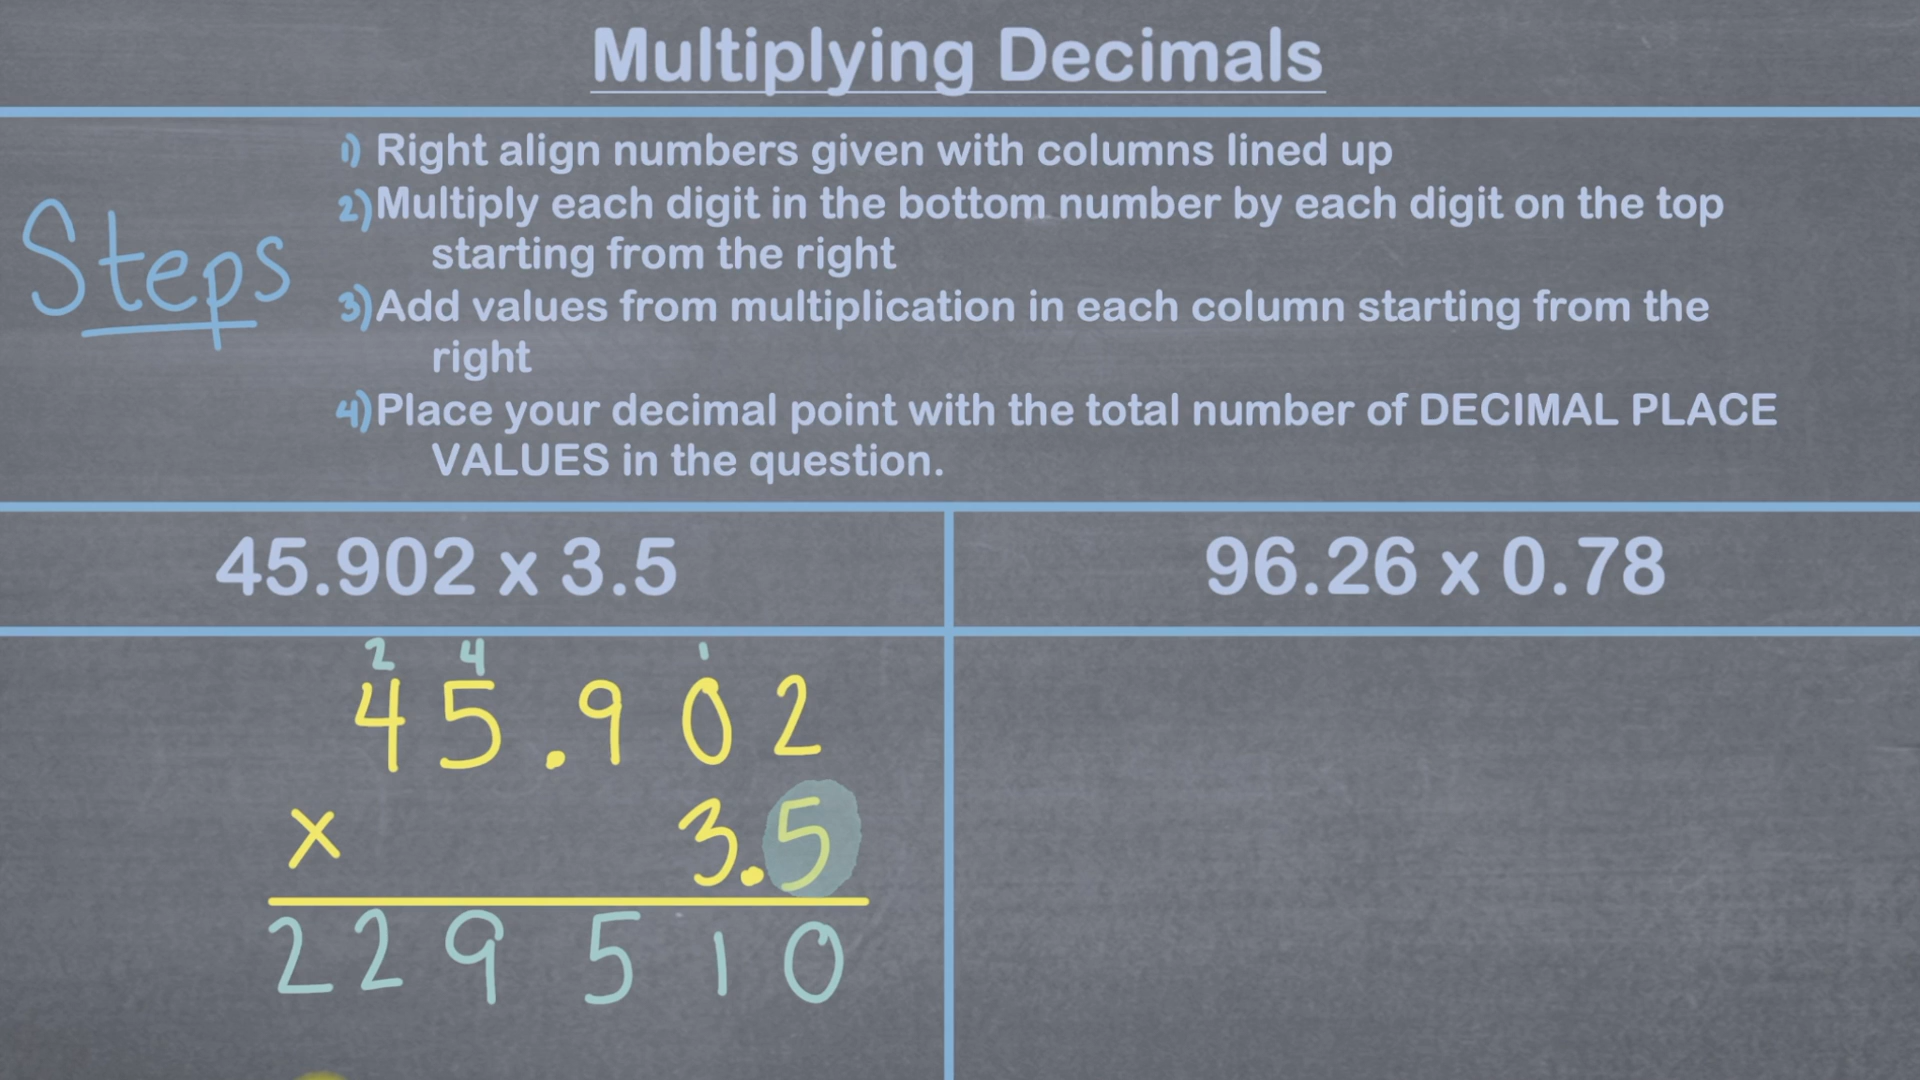 Multiplying Decimals
Steps
1) Right align numbers given with columns lined up
2) Multiply each digit in the bottom number by each digit on the top
starting from the right
3) Add values from multiplication in each column starting from the
right
4) Place your decimal point with the total number of DECIMAL PLACE
VALUES in the question.
45.902 x 3.5
96.26 x 0.78
2 4 1
45.902
x 3.5
229510